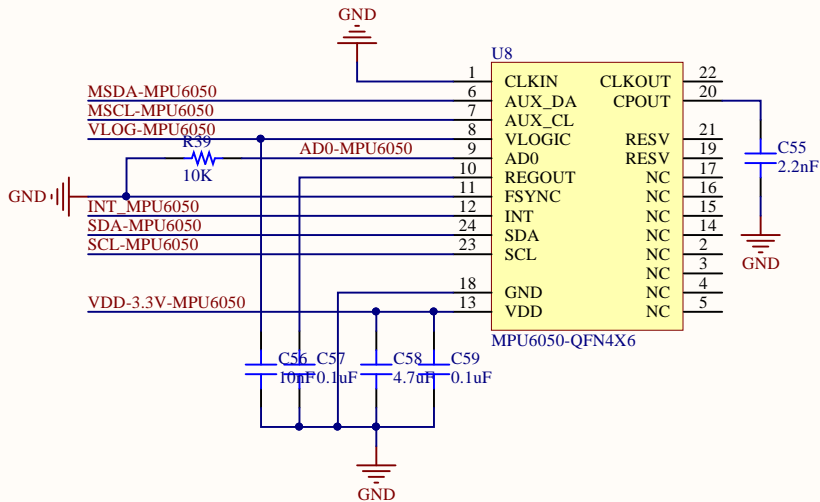 GND
U8
1 CLKIN CLKOUT 22
MSDA-MPU6050 6 AUX_DA CPOUT 20
MSCL-MPU6050 7 AUX_CL
VLOG-MPU6050 8 VLOGIC RESV 21
R39 AD0-MPU6050 9 AD0 RESV 19
C55
10K 10 REGOUT NC 17
2.2nF
GND 11 FSYNC NC 16
INT_MPU6050 12 INT NC 15
SDA-MPU6050 24 SDA NC 14
SCL-MPU6050 23 SCL NC 2
NC 3
GND
18 GND NC 4
VDD-3.3V-MPU6050 13 VDD NC 5
MPU6050-QFN4X6
C56 C57 C58 C59
10nF 0.1uF 4.7uF 0.1uF
GND